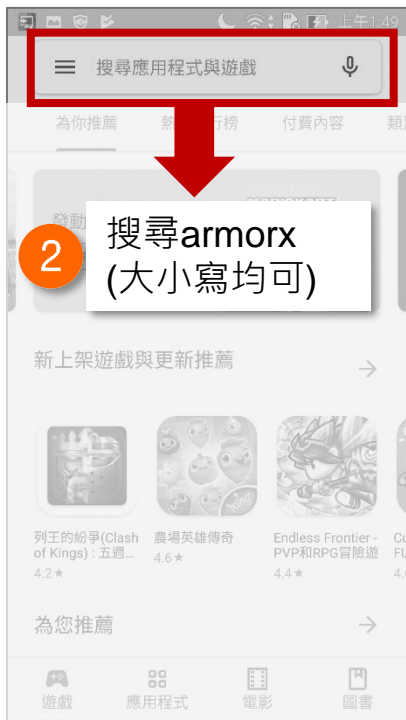 上午1:49
搜尋應用程式與遊戲
為你推薦 熱 行榜 付費內容 類
發動
2
搜尋armorx
(大小寫均可)
新上架遊戲與更新推薦
列王的紛爭(Clash of Kings) : 五週...
4.2★
農場英雄傳奇
4.6★
Endless Frontier - PVP和RPG冒險遊
4.4★
為您推薦
遊戲 應用程式 電影 圖書